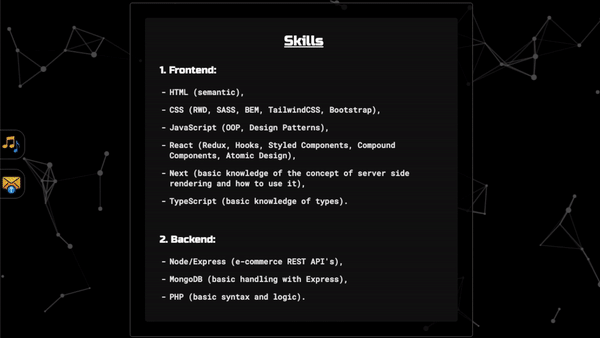 Skills
1. Frontend:
- HTML (semantic),
- CSS (RWD, SASS, BEM, TailwindCSS, Bootstrap),
- JavaScript (OOP, Design Patterns),
- React (Redux, Hooks, Styled Components, Compound
Components, Atomic Design),
- Next (basic knowledge of the concept of server side
rendering and how to use it),
- TypeScript (basic knowledge of types).
2. Backend:
- Node/Express (e-commerce REST API's),
- MongoDB (basic handling with Express),
- PHP (basic syntax and logic).